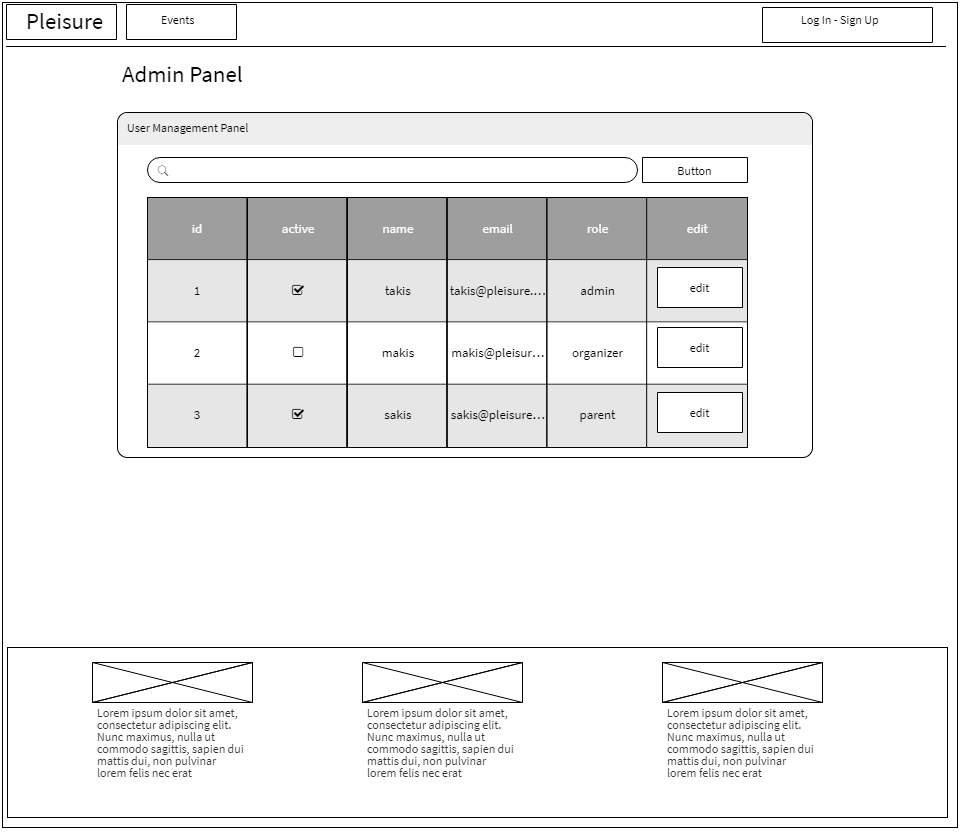 Pleisure
Events
Log In - Sign Up
Admin Panel
User Management Panel
Button
id active name email role edit
1 takis takis@pleisure.… admin edit
2 makis makis@pleisur… organizer edit
3 sakis sakis@pleisure… parent edit
Lorem ipsum dolor sit amet,
consectetur adipiscing elit.
Nunc maximus, nulla ut
commodo sagittis, sapien dui
mattis dui, non pulvinar
lorem felis nec erat
Lorem ipsum dolor sit amet,
consectetur adipiscing elit.
Nunc maximus, nulla ut
commodo sagittis, sapien dui
mattis dui, non pulvinar
lorem felis nec erat
Lorem ipsum dolor sit amet,
consectetur adipiscing elit.
Nunc maximus, nulla ut
commodo sagittis, sapien dui
mattis dui, non pulvinar
lorem felis nec erat